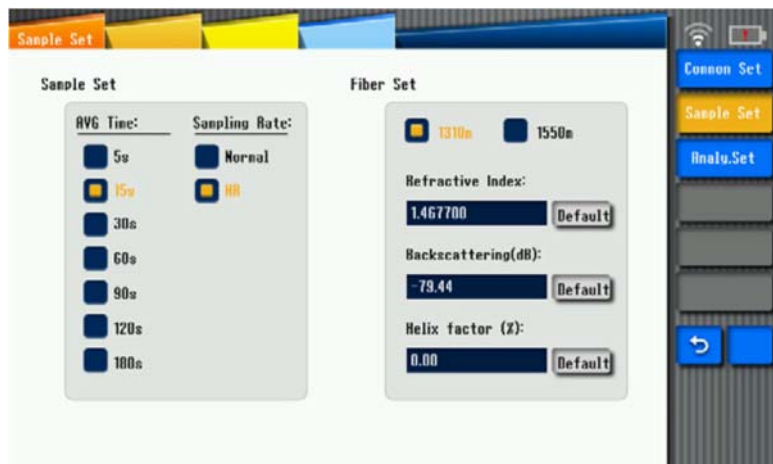 Sample Set
Sample Set
AVG Time:
5s
15s
30s
60s
90s
120s
180s
Sampling Rate:
Normal
HR
Fiber Set
1310n
1550n
Refractive Index:
1.467700
Default
Backscattering(dB):
-79.44
Default
Helix factor (%):
0.00
Default
Common Set
Sample Set
Analy.Set